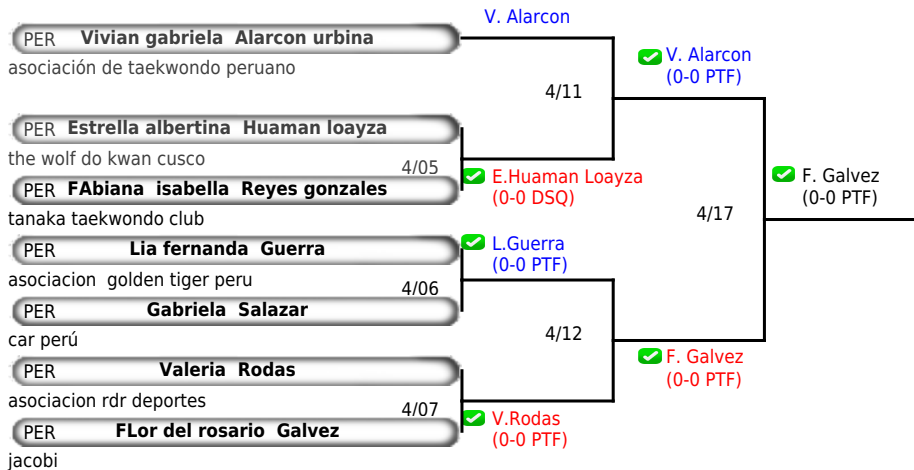 V. Alarcon
PER Vivian gabriela Alarcon urbina
asociación de taekwondo peruano
V. Alarcon
(0-0 PTF)
4/11
PER Estrella albertina Huaman loayza
the wolf do kwan cusco
4/05
E.Huaman Loayza
(0-0 DSQ)
PER FAbiana isabella Reyes gonzales
tanaka taekwondo club
F. Galvez
(0-0 PTF)
4/17
PER Lia fernanda Guerra
asociacion golden tiger peru
L.Guerra
(0-0 PTF)
4/06
PER Gabriela Salazar
car perú
4/12
PER Valeria Rodas
asociacion rdr deportes
F. Galvez
(0-0 PTF)
4/07
V.Rodas
(0-0 PTF)
PER FLor del rosario Galvez
jacobi